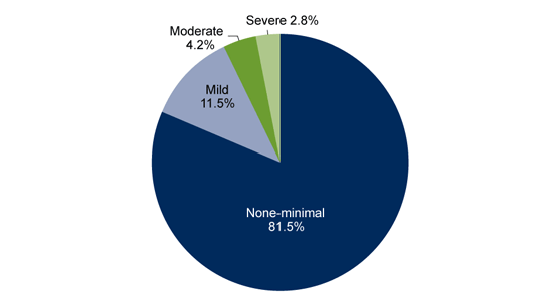 Severe 2.8%
Moderate
4.2%
Mild
11.5%
None-minimal
81.5%